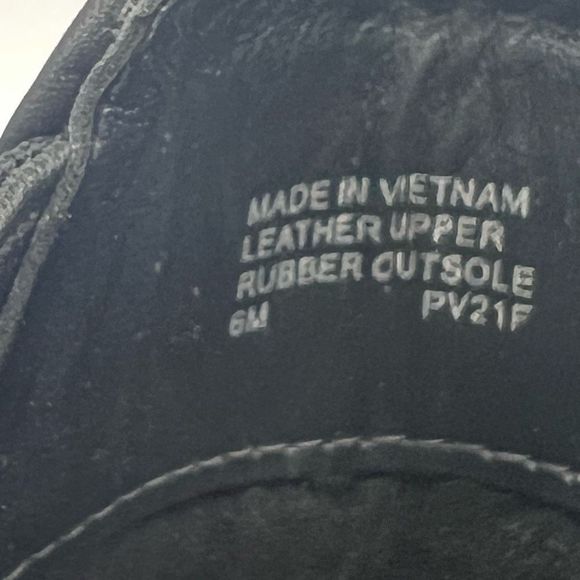 MADE IN VIETNAM
LEATHER UPPER
RUBBER OUTSOLE
6M PV21F